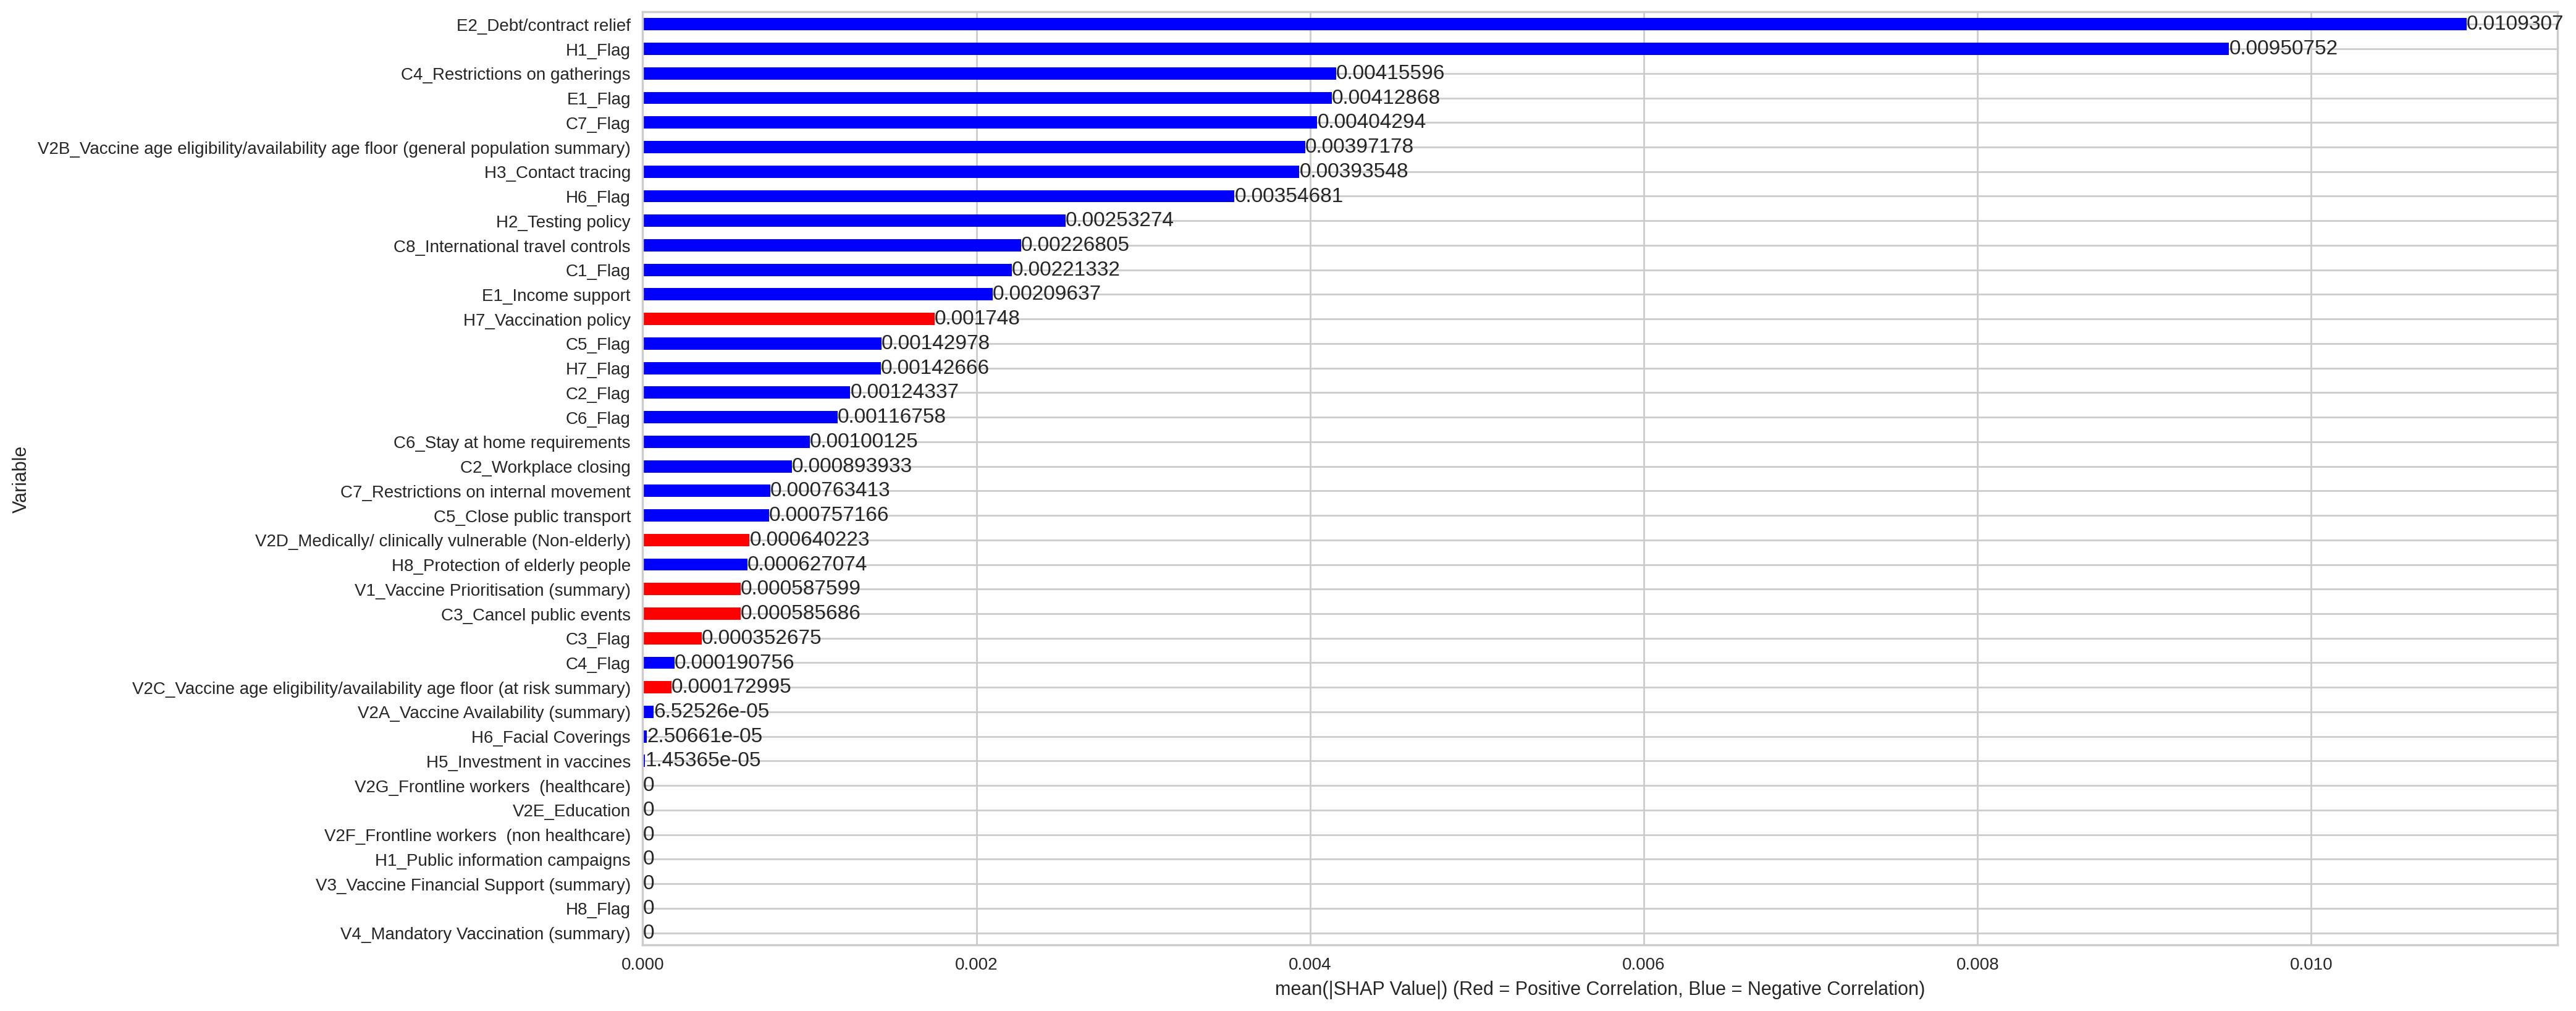 E2_Debt/contract relief 0.0109307
H1_Flag 0.00950752
C4_Restrictions on gatherings 0.00415596
E1_Flag 0.00412868
C7_Flag 0.00404294
V2B_Vaccine age eligibility/availability age floor (general population summary) 0.00397178
H3_Contact tracing 0.00393548
H6_Flag 0.00354681
H2_Testing policy 0.00253274
C8_International travel controls 0.00226805
C1_Flag 0.00221332
E1_Income support 0.00209637
H7_Vaccination policy 0.001748
C5_Flag 0.00142978
H7_Flag 0.00142666
C2_Flag 0.00124337
C6_Flag 0.00116758
C6_Stay at home requirements 0.00100125
C2_Workplace closing 0.000893933
C7_Restrictions on internal movement 0.000763413
C5_Close public transport 0.000757166
V2D_Medically/ clinically vulnerable (Non-elderly) 0.000640223
H8_Protection of elderly people 0.000627074
V1_Vaccine Prioritisation (summary) 0.000587599
C3_Cancel public events 0.000585686
C3_Flag 0.000352675
C4_Flag 0.000190756
V2C_Vaccine age eligibility/availability age floor (at risk summary) 0.000172995
V2A_Vaccine Availability (summary) 6.52526e-05
H6_Facial Coverings 2.50661e-05
H5_Investment in vaccines 1.45365e-05
V2G_Frontline workers  (healthcare) 0
V2E_Education 0
V2F_Frontline workers  (non healthcare) 0
H1_Public information campaigns 0
V3_Vaccine Financial Support (summary) 0
H8_Flag 0
V4_Mandatory Vaccination (summary) 0
Variable
0.000 0.002 0.004 0.006 0.008 0.010
mean(|SHAP Value|) (Red = Positive Correlation, Blue = Negative Correlation)